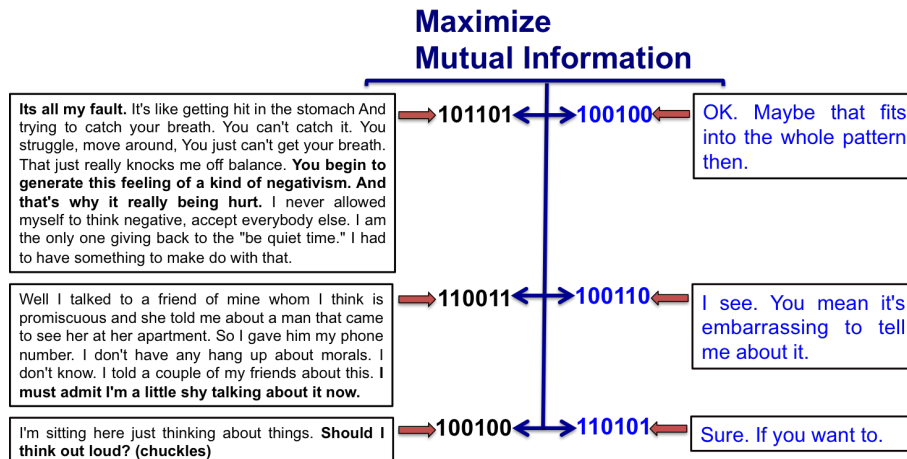 Maximize
Mutual Information
Its all my fault. It's like getting hit in the stomach And
trying to catch your breath. You can't catch it. You
struggle, move around, You just can't get your breath.
That just really knocks me off balance. You begin to
generate this feeling of a kind of negativism. And
that's why it really being hurt. I never allowed
myself to think negative, accept everybody else. I am
the only one giving back to the "be quiet time." I had
to have something to make do with that.
101101
100100
OK. Maybe that fits
into the whole pattern
then.
Well I talked to a friend of mine whom I think is
promiscuous and she told me about a man that came
to see her at her apartment. So I gave him my phone
number. I don't have any hang up about morals. I
don't know. I told a couple of my friends about this. I
must admit I'm a little shy talking about it now.
110011
100110
I see. You mean it's
embarrassing to tell
me about it.
I'm sitting here just thinking about things. Should I
think out loud? (chuckles)
100100
110101
Sure. If you want to.